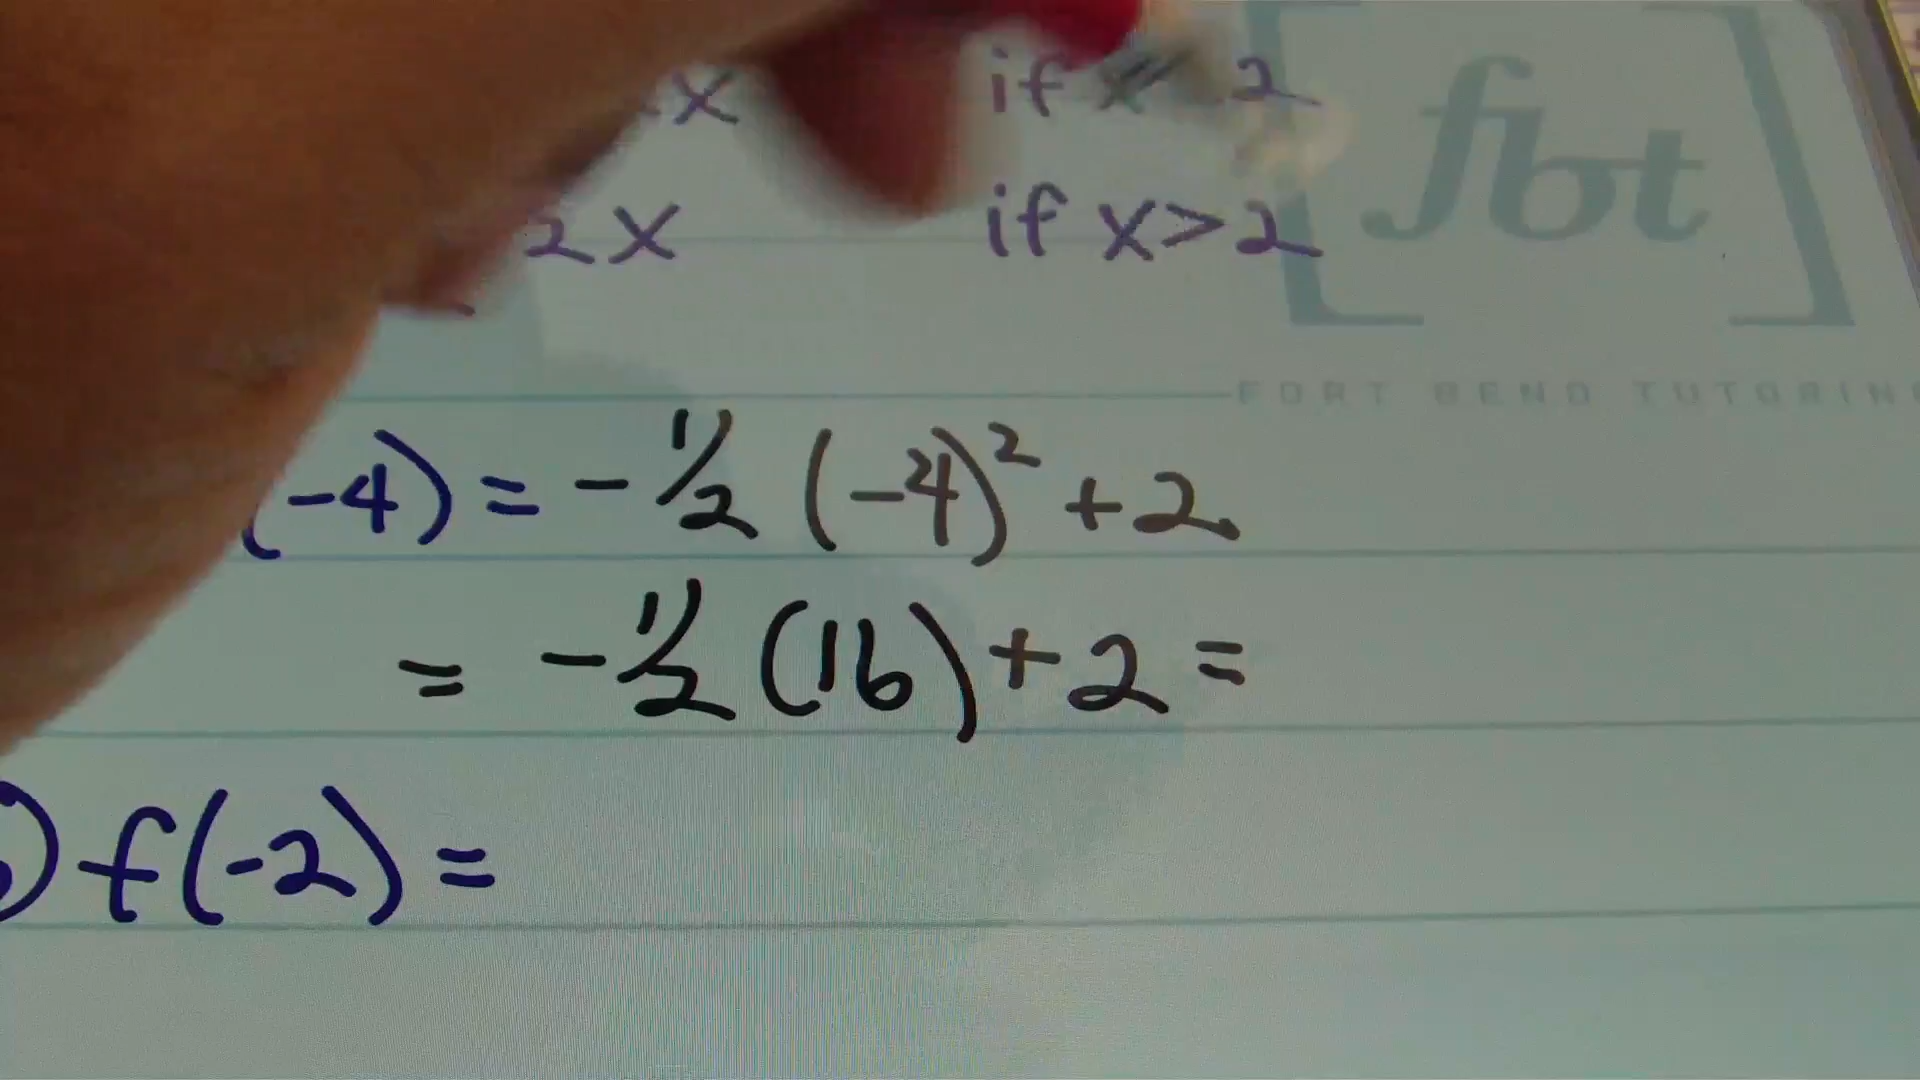 x if x 2
fbt
2x if x>2
FORT BEND TUTORING
(-4) = -1/2 (-4)² + 2
= -1/2 (16) + 2 =
) f(-2) =